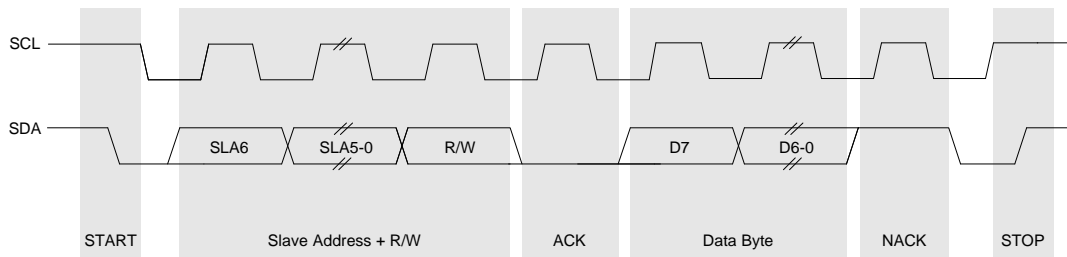 SCL
SDA
SLA6 SLA5-0 R/W D7 D6-0
START Slave Address + R/W ACK Data Byte NACK STOP